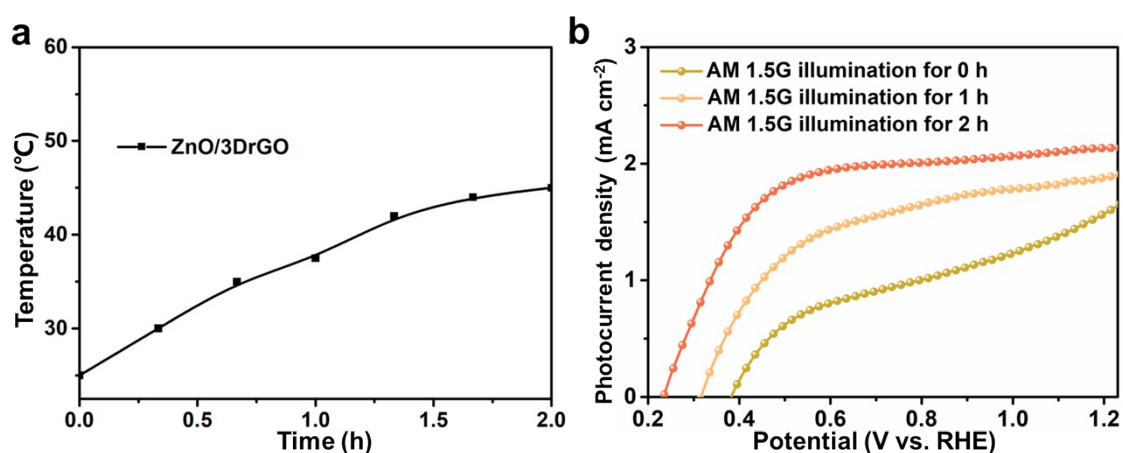 a
60
50
40
30
Temperature (℃)
ZnO/3DrGO
0.0 0.5 1.0 1.5 2.0
Time (h)
b
3
2
1
0
Photocurrent density (mA cm⁻²)
AM 1.5G illumination for 0 h
AM 1.5G illumination for 1 h
AM 1.5G illumination for 2 h
0.2 0.4 0.6 0.8 1.0 1.2
Potential (V vs. RHE)